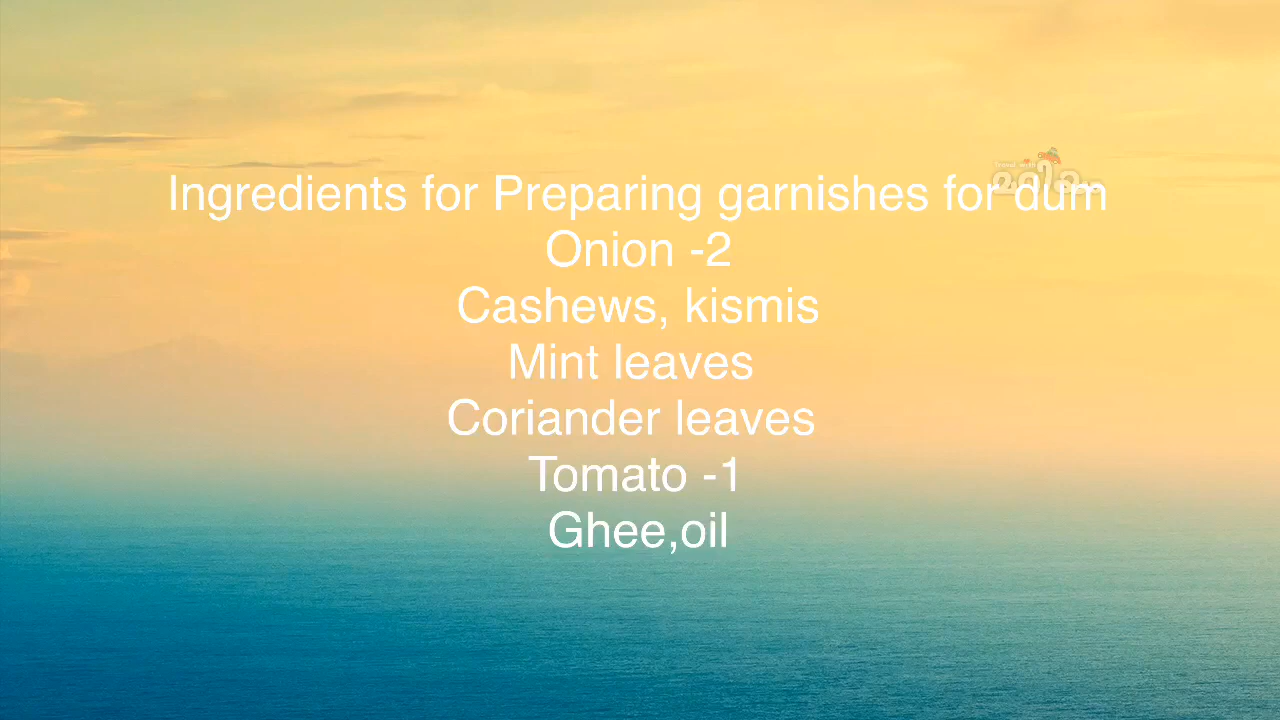 Ingredients for Preparing garnishes for dum
Onion -2
Cashews, kismis
Mint leaves
Coriander leaves
Tomato -1
Ghee,oil